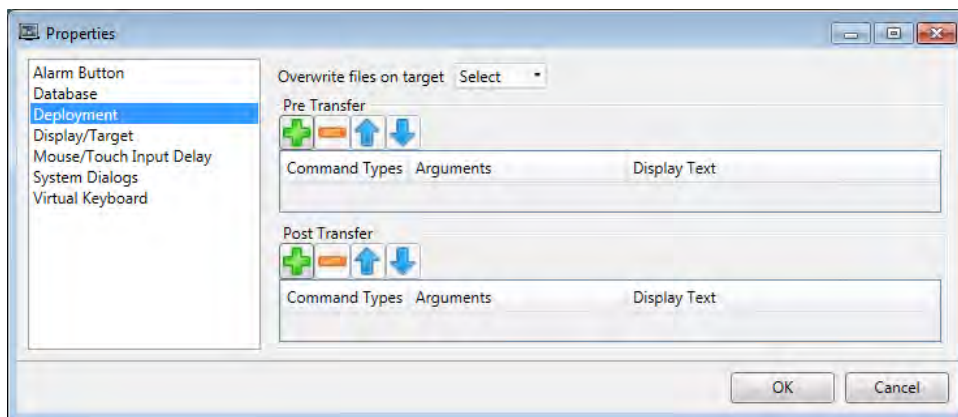 Properties
Alarm Button
Database
Deployment
Display/Target
Mouse/Touch Input Delay
System Dialogs
Virtual Keyboard
Overwrite files on target Select
Pre Transfer
Command Types Arguments Display Text
Post Transfer
Command Types Arguments Display Text
OK Cancel